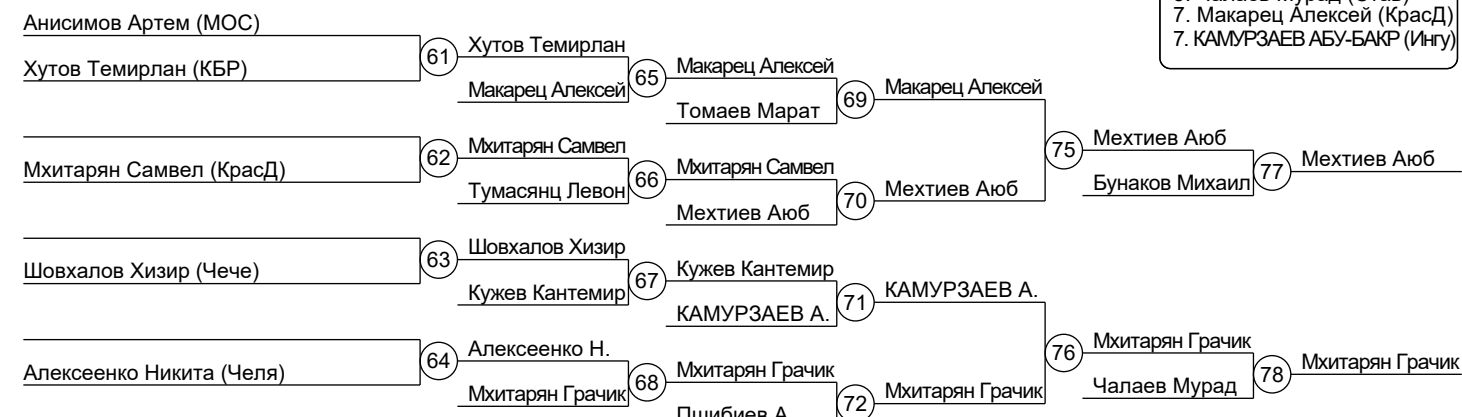 Чалаев Мурад
7. Макарец Алексей (КрасД)
7. КАМУРЗАЕВ АБУ-БАКР (Ингу)
Анисимов Артем (МОС)
Хутов Темирлан (КБР)
61
Хутов Темирлан
Макарец Алексей
65
Макарец Алексей
Томаев Марат
69
Макарец Алексей
Мхитарян Самвел (КрасД)
62
Мхитарян Самвел
Тумасянц Левон
66
Мхитарян Самвел
Мехтиев Аюб
70
Мехтиев Аюб
75
Мехтиев Аюб
Бунаков Михаил
77
Мехтиев Аюб
Шовхалов Хизир (Чече)
63
Шовхалов Хизир
Кужев Кантемир
67
Кужев Кантемир
КАМУРЗАЕВ А.
71
КАМУРЗАЕВ А.
Алексеенко Никита (Челя)
64
Алексеенко Н.
Мхитарян Грачик
68
Мхитарян Грачик
Пшибиев А.
72
Мхитарян Грачик
76
Мхитарян Грачик
Чалаев Мурад
78
Мхитарян Грачик